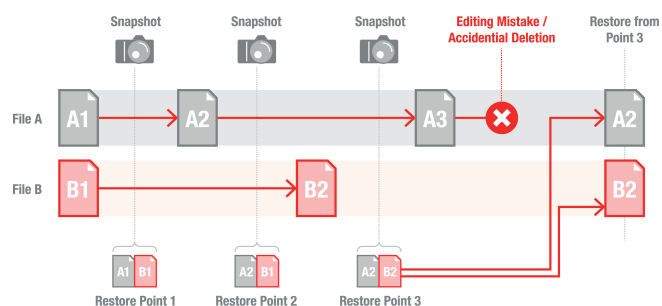 Snapshot
Snapshot
Snapshot
Editing Mistake /
Accidential Deletion
Restore from
Point 3
File A
A1
A2
A3
A2
File B
B1
B2
B2
A1 B1
A2 B1
A2 B2
Restore Point 1
Restore Point 2
Restore Point 3